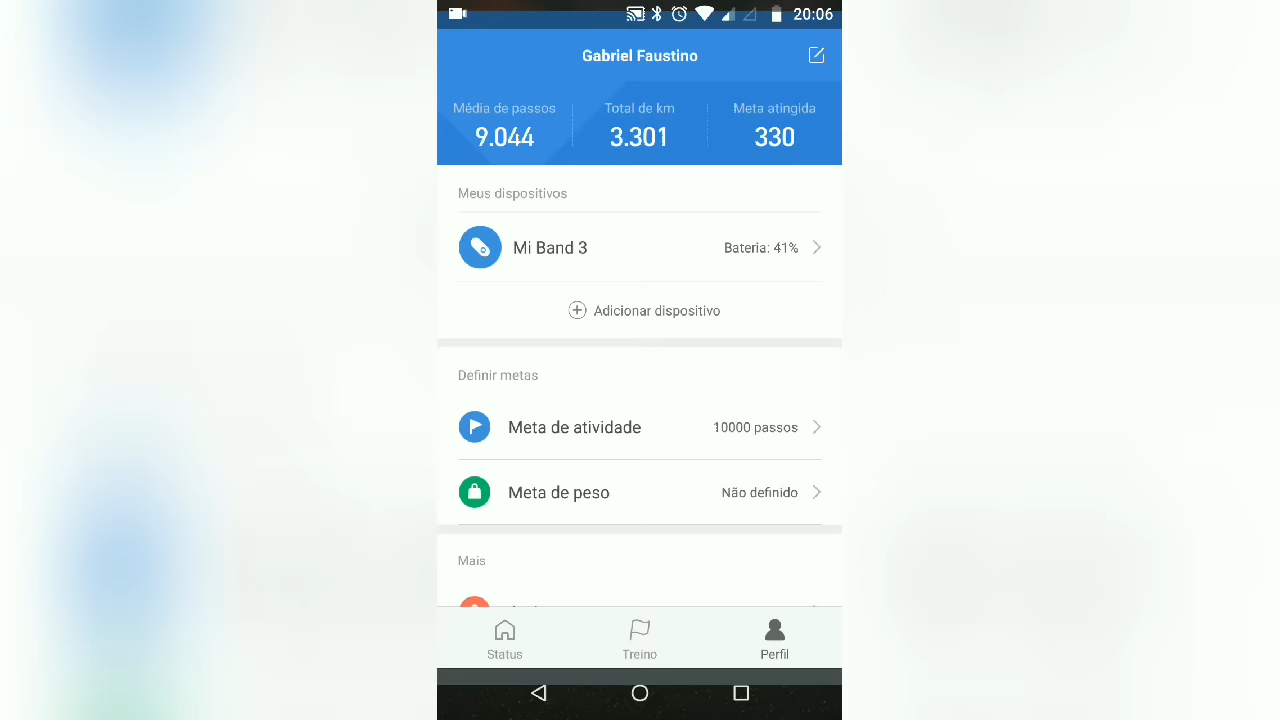 20:06
Gabriel Faustino
Média de passos Total de km Meta atingida
9.044 3.301 330
Meus dispositivos
Mi Band 3 Bateria: 41%
Adicionar dispositivo
Definir metas
Meta de atividade 10000 passos
Meta de peso Não definido
Mais
Status Treino Perfil